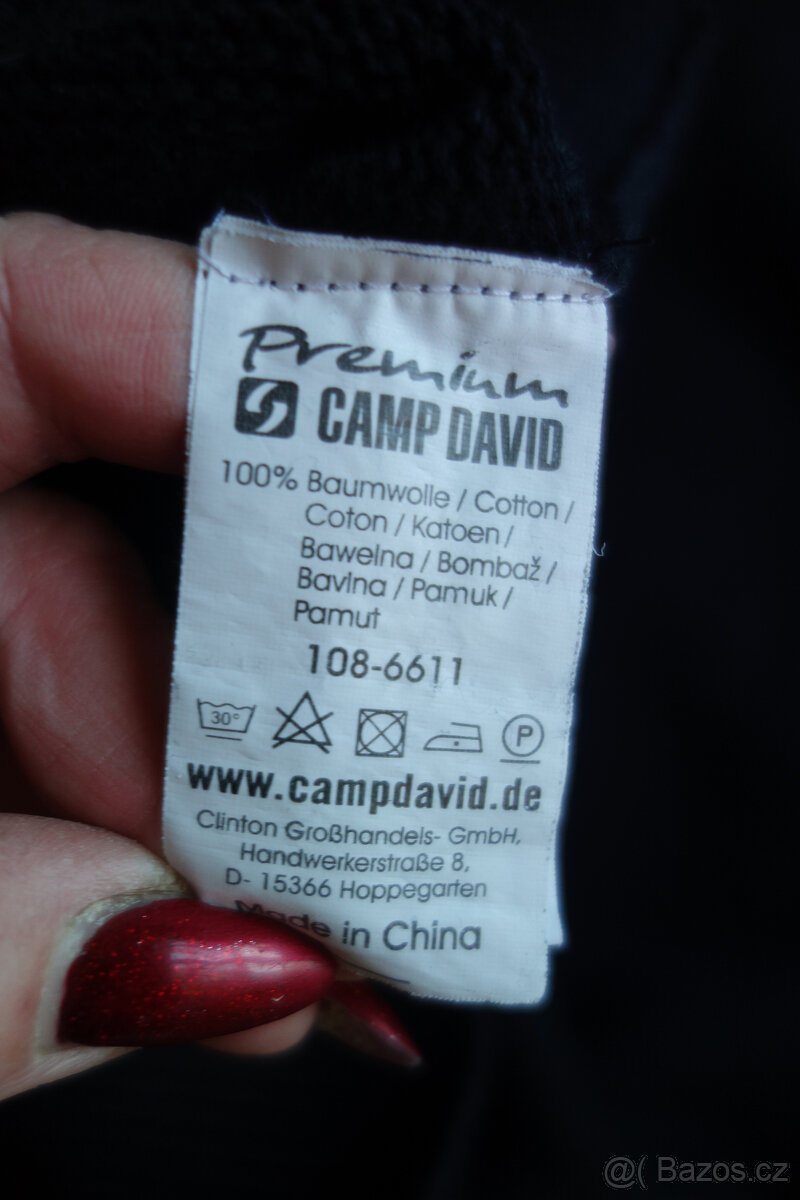 Premium
CAMP DAVID
100% Baumwolle / Cotton /
Coton / Katoen /
Bawelna / Bombaž /
Bavlna / Pamuk /
Pamut
108-6611
30° P
www.campdavid.de
Clinton Großhandels- GmbH,
Handwerkerstraße 8,
D- 15366 Hoppegarten
Made in China
@( Bazos.cz